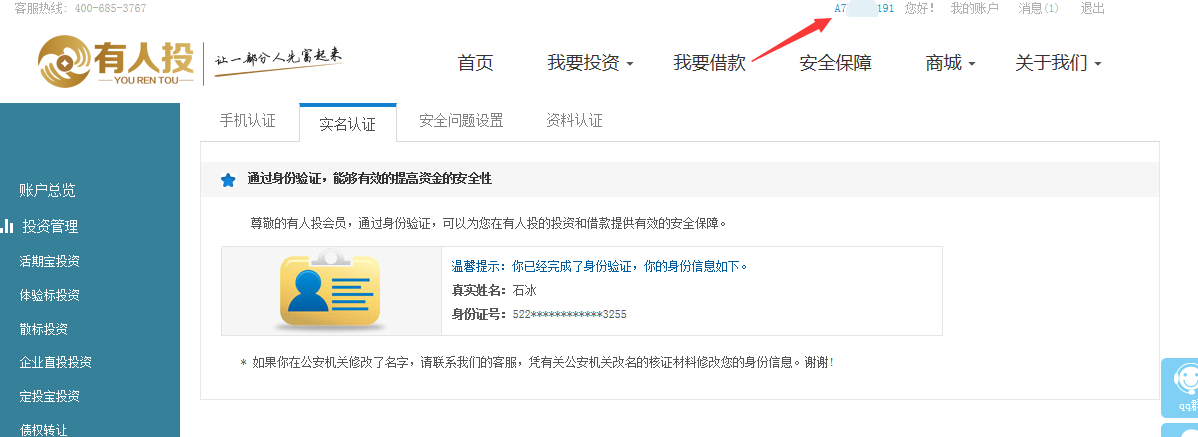 客服热线: 400-685-3767
A7 191 您好! 我的账户 消息(1) 退出
有人投
YOU REN TOU
让一部分人先富起来
首页 我要投资 我要借款 安全保障 商城 关于我们
手机认证 实名认证 安全问题设置 资料认证
账户总览
投资管理
活期宝投资
体验标投资
散标投资
企业直投投资
定投宝投资
债权转让
通过身份验证，能够有效的提高资金的安全性
尊敬的有人投会员，通过身份验证，可以为您在有人投的投资和借款提供有效的安全保障。
温馨提示：你已经完成了身份验证，你的身份信息如下。
真实姓名：石冰
身份证号：522************3255
* 如果你在公安机关修改了名字，请联系我们的客服，凭有关公安机关改名的核证材料修改您的身份信息。谢谢!
qq